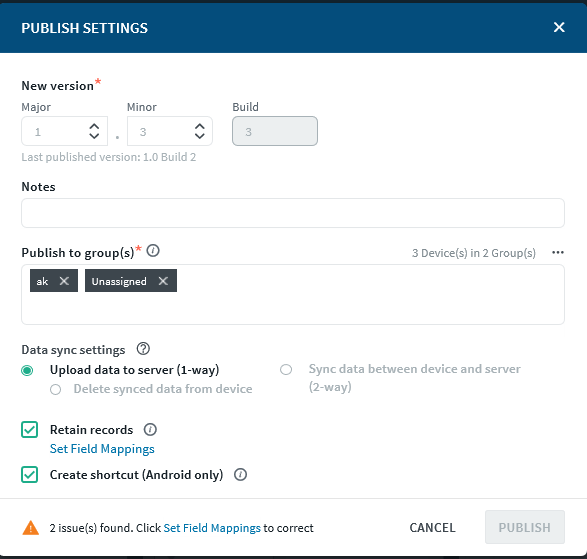 PUBLISH SETTINGS
New version*
Major Minor Build
1 . 3 3
Last published version: 1.0 Build 2
Notes
Publish to group(s)* 3 Device(s) in 2 Group(s) ...
ak Unassigned
Data sync settings
Upload data to server (1-way)
Delete synced data from device
Sync data between device and server
(2-way)
Retain records
Set Field Mappings
Create shortcut (Android only)
2 issue(s) found. Click Set Field Mappings to correct
CANCEL PUBLISH